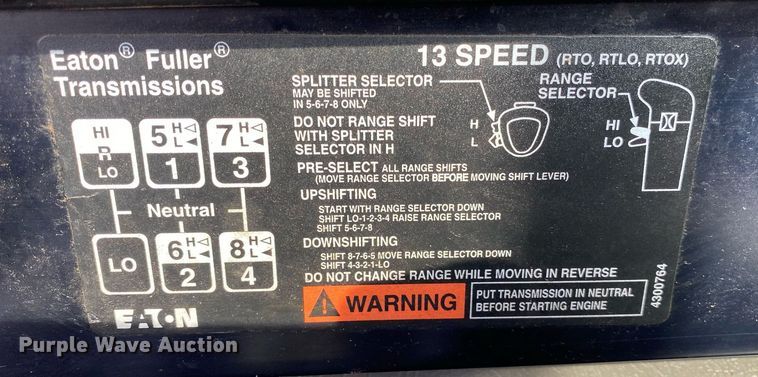 Eaton® Fuller®
Transmissions
13 SPEED (RTO, RTLO, RTOX)
HI
R
LO
5 H
L
1
7 H
L
3
Neutral
LO
6 H
L
2
8 H
L
4
EATON
SPLITTER SELECTOR
MAY BE SHIFTED
IN 5-6-7-8 ONLY
DO NOT RANGE SHIFT
WITH SPLITTER
SELECTOR IN H
H
L
RANGE
SELECTOR
HI
LO
PRE-SELECT ALL RANGE SHIFTS
(MOVE RANGE SELECTOR BEFORE MOVING SHIFT LEVER)
UPSHIFTING
START WITH RANGE SELECTOR DOWN
SHIFT LO-1-2-3-4 RAISE RANGE SELECTOR
SHIFT 5-6-7-8
DOWNSHIFTING
SHIFT 8-7-6-5 MOVE RANGE SELECTOR DOWN
SHIFT 4-3-2-1-LO
DO NOT CHANGE RANGE WHILE MOVING IN REVERSE
WARNING
PUT TRANSMISSION IN NEUTRAL
BEFORE STARTING ENGINE
4300764
Purple Wave Auction